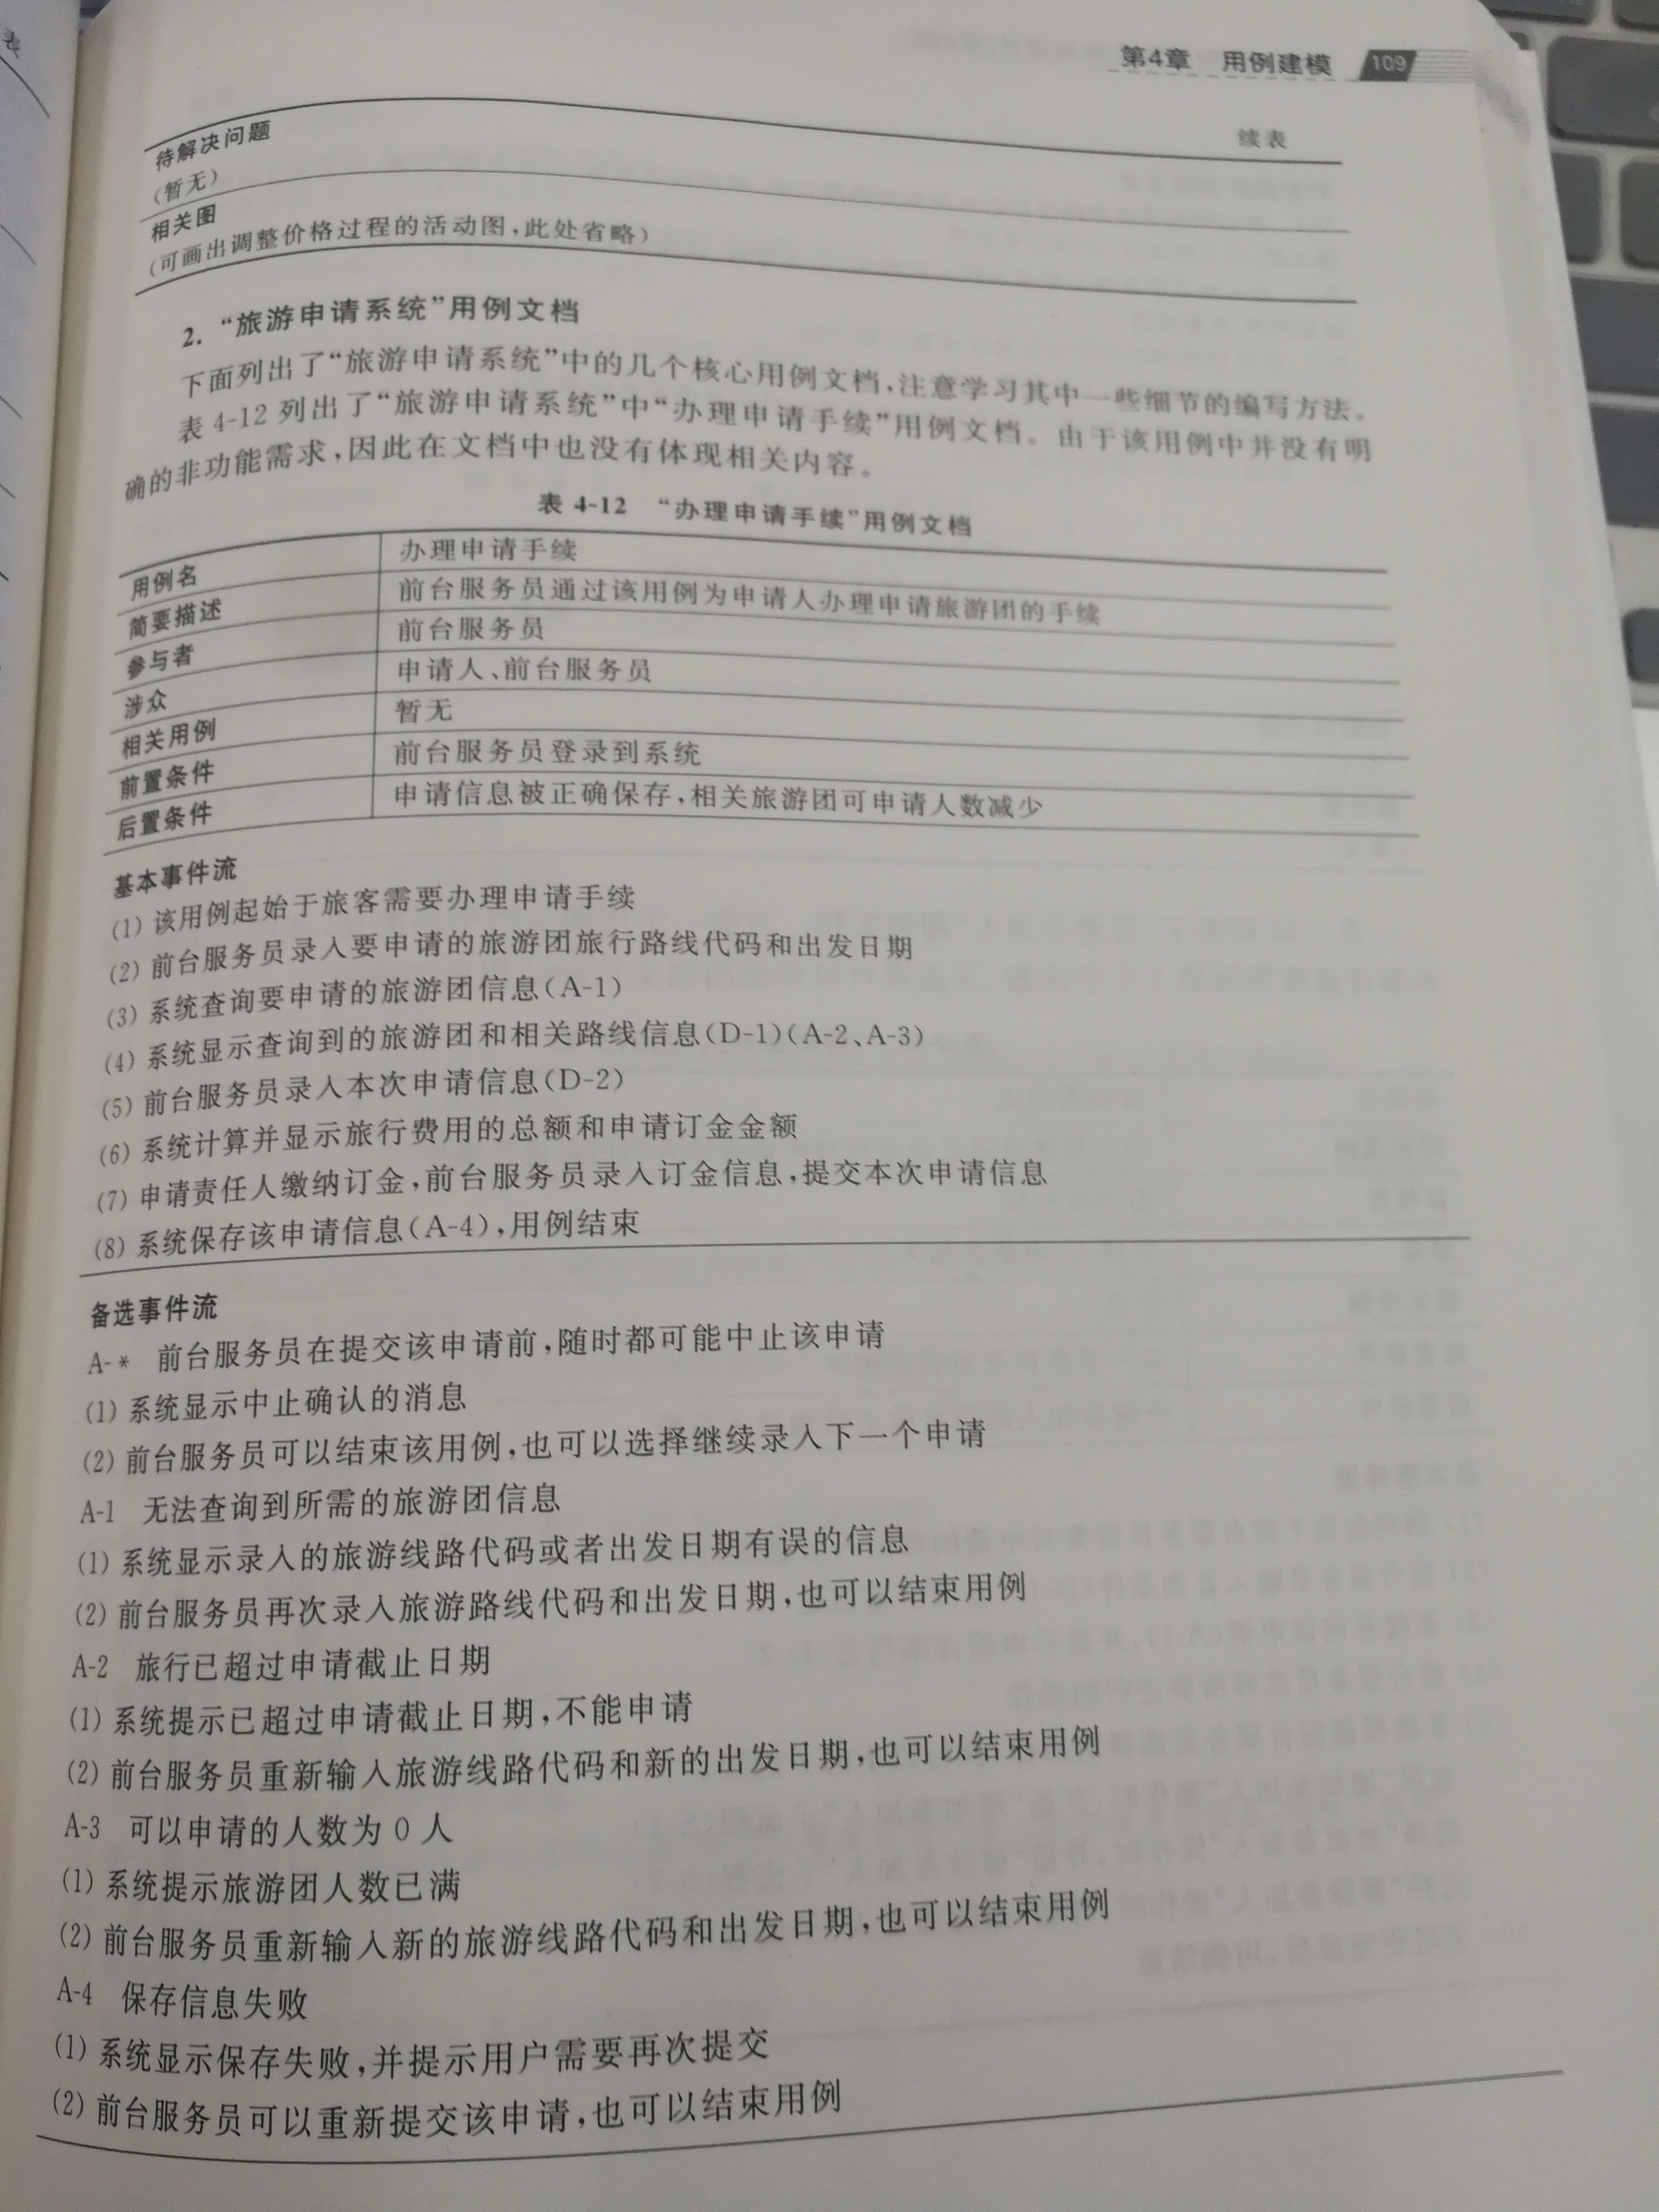 第4章 用例建模 109
续表
待解决问题
(暂无)
相关图
(可画出调整价格过程的活动图,此处省略)
2. “旅游申请系统”用例文档
下面列出了“旅游申请系统”中的几个核心用例文档,注意学习其中一些细节的编写方法。
表 4-12 列出了“旅游申请系统”中“办理申请手续”用例文档。由于该用例中并没有明
确的非功能需求,因此在文档中也没有体现相关内容。
表 4-12 “办理申请手续”用例文档
用例名 办理申请手续
简要描述 前台服务员通过该用例为申请人办理申请旅游团的手续
参与者 前台服务员
涉众 申请人、前台服务员
相关用例 暂无
前置条件 前台服务员登录到系统
后置条件 申请信息被正确保存,相关旅游团可申请人数减少
基本事件流
(1) 该用例起始于旅客需要办理申请手续
(2) 前台服务员录入要申请的旅游团旅行路线代码和出发日期
(3) 系统查询要申请的旅游团信息(A-1)
(4) 系统显示查询到的旅游团和相关路线信息(D-1)(A-2、A-3)
(5) 前台服务员录入本次申请信息(D-2)
(6) 系统计算并显示旅行费用的总额和申请订金金额
(7) 申请责任人缴纳订金,前台服务员录入订金信息,提交本次申请信息
(8) 系统保存该申请信息(A-4),用例结束
备选事件流
A-* 前台服务员在提交该申请前,随时都可能中止该申请
(1) 系统显示中止确认的消息
(2) 前台服务员可以结束该用例,也可以选择继续录入下一个申请
A-1 无法查询到所需的旅游团信息
(1) 系统显示录入的旅游线路代码或者出发日期有误的信息
(2) 前台服务员再次录入旅游路线代码和出发日期,也可以结束用例
A-2 旅行已超过申请截止日期
(1) 系统提示已超过申请截止日期,不能申请
(2) 前台服务员重新输入旅游线路代码和新的出发日期,也可以结束用例
A-3 可以申请的人数为 0 人
(1) 系统提示旅游团人数已满
(2) 前台服务员重新输入新的旅游线路代码和出发日期,也可以结束用例
A-4 保存信息失败
(1) 系统显示保存失败,并提示用户需要再次提交
(2) 前台服务员可以重新提交该申请,也可以结束用例